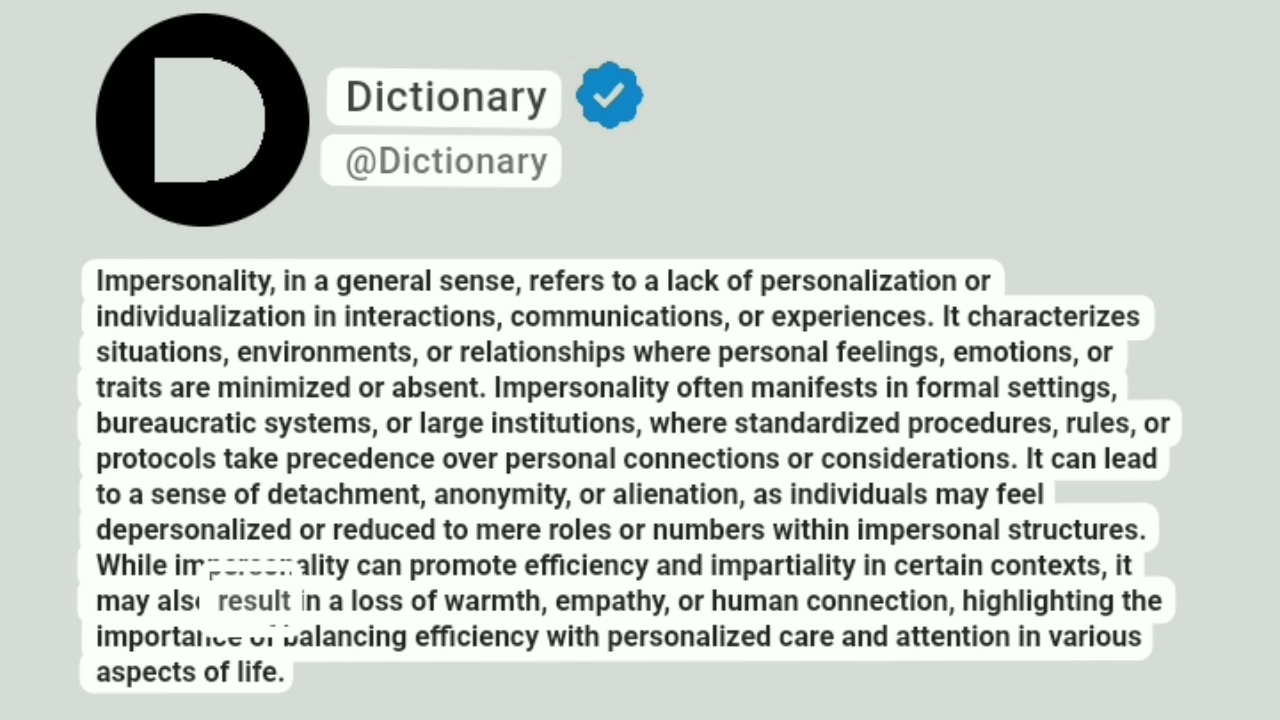 D
Dictionary
@Dictionary
Impersonality, in a general sense, refers to a lack of personalization or
individualization in interactions, communications, or experiences. It characterizes
situations, environments, or relationships where personal feelings, emotions, or
traits are minimized or absent. Impersonality often manifests in formal settings,
bureaucratic systems, or large institutions, where standardized procedures, rules, or
protocols take precedence over personal connections or considerations. It can lead
to a sense of detachment, anonymity, or alienation, as individuals may feel
depersonalized or reduced to mere roles or numbers within impersonal structures.
While impersonality can promote efficiency and impartiality in certain contexts, it
may also result in a loss of warmth, empathy, or human connection, highlighting the
importance of balancing efficiency with personalized care and attention in various
aspects of life.